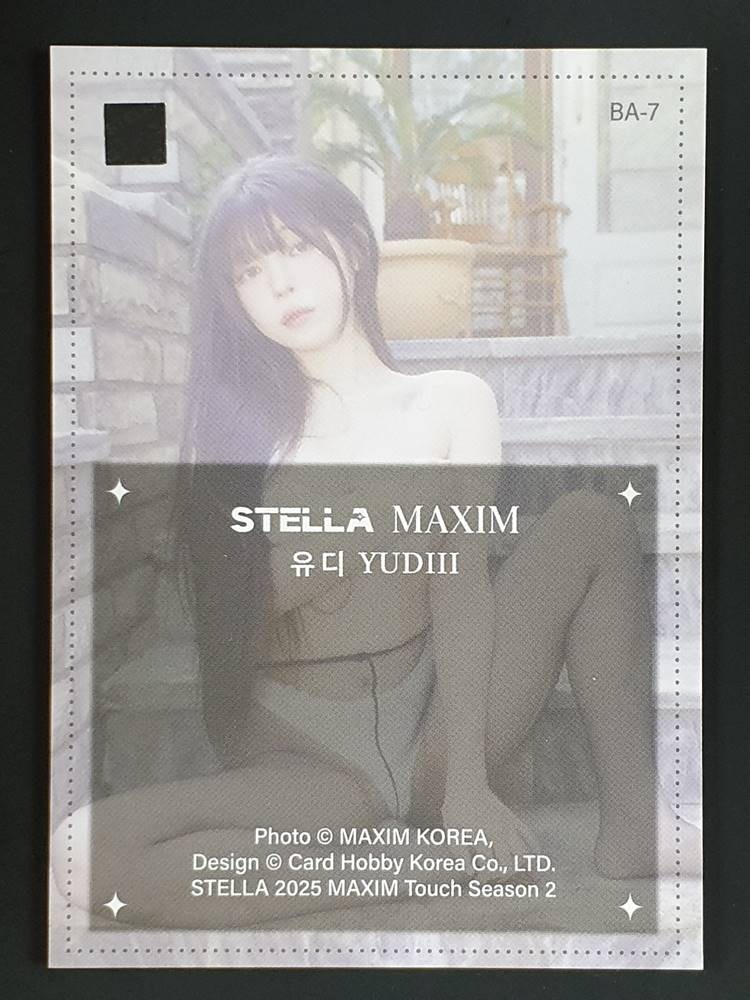 BA-7
STELLA MAXIM
유디 YUDIII
Photo © MAXIM KOREA,
Design © Card Hobby Korea Co., LTD.
STELLA 2025 MAXIM Touch Season 2